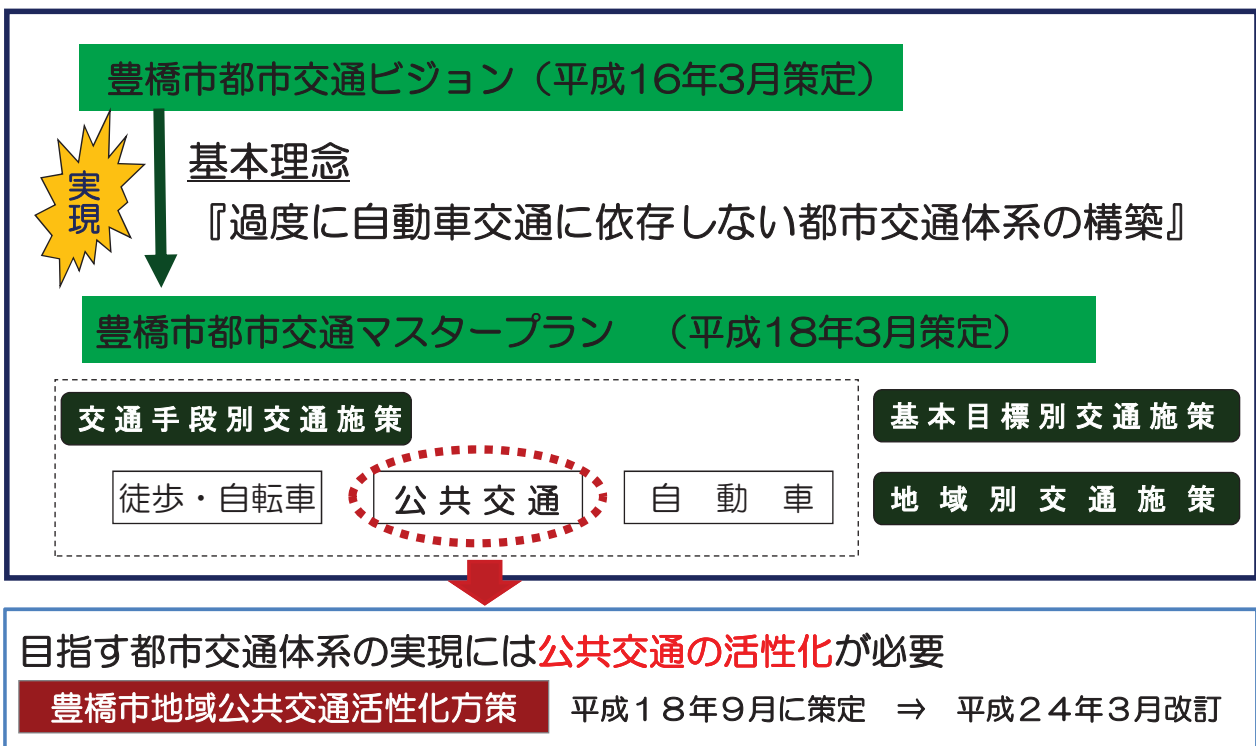 豊橋市都市交通ビジョン（平成16年3月策定）
実現
基本理念
『過度に自動車交通に依存しない都市交通体系の構築』
豊橋市都市交通マスタープラン　（平成18年3月策定）
交通手段別交通施策
徒歩・自転車
公共交通
自動車
基本目標別交通施策
地域別交通施策
目指す都市交通体系の実現には公共交通の活性化が必要
豊橋市地域公共交通活性化方策　平成１８年９月に策定　⇒　平成２４年３月改訂